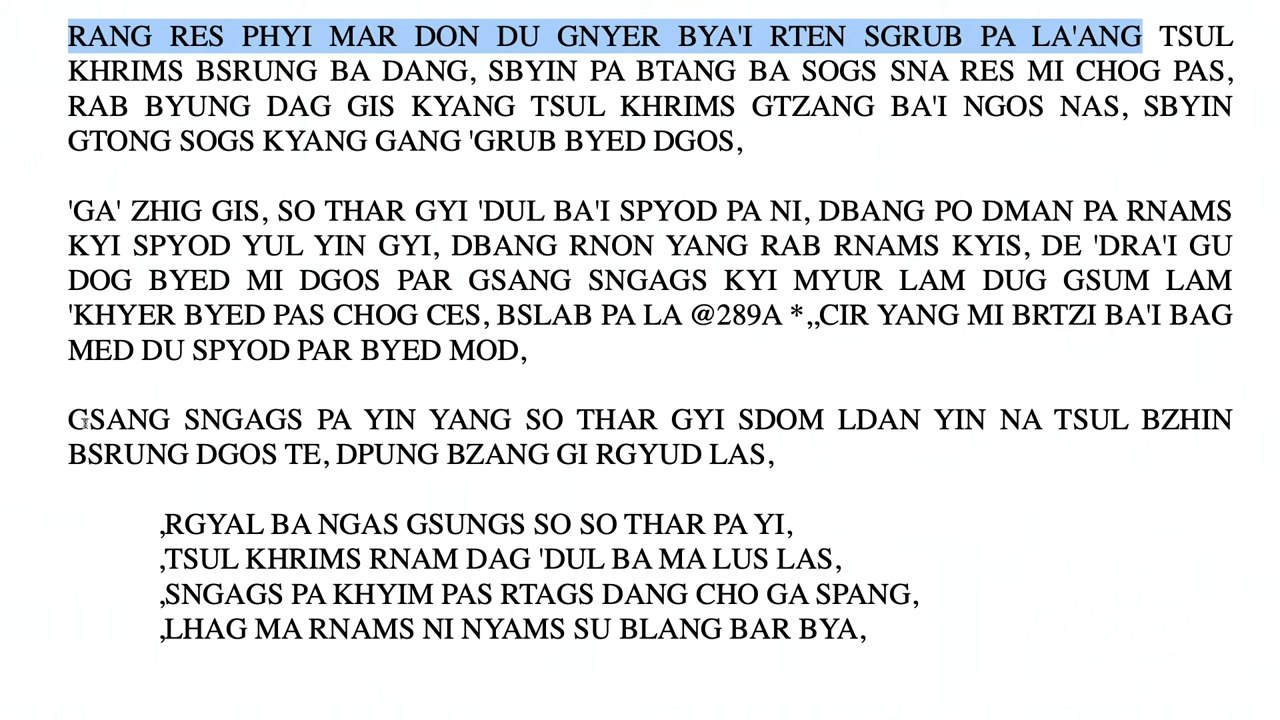 RANG RES PHYI MAR DON DU GNYER BYA'I RTEN SGRUB PA LA'ANG TSUL
KHRIMS BSRUNG BA DANG, SBYIN PA BTANG BA SOGS SNA RES MI CHOG PAS,
RAB BYUNG DAG GIS KYANG TSUL KHRIMS GTZANG BA'I NGOS NAS, SBYIN
GTONG SOGS KYANG GANG 'GRUB BYED DGOS,
'GA' ZHIG GIS, SO THAR GYI 'DUL BA'I SPYOD PA NI, DBANG PO DMAN PA RNAMS
KYI SPYOD YUL YIN GYI, DBANG RNON YANG RAB RNAMS KYIS, DE 'DRA'I GU
DOG BYED MI DGOS PAR GSANG SNGAGS KYI MYUR LAM DUG GSUM LAM
'KHYER BYED PAS CHOG CES, BSLAB PA LA @289A *,,CIR YANG MI BRTZI BA'I BAG
MED DU SPYOD PAR BYED MOD,
GSANG SNGAGS PA YIN YANG SO THAR GYI SDOM LDAN YIN NA TSUL BZHIN
BSRUNG DGOS TE, DPUNG BZANG GI RGYUD LAS,
,RGYAL BA NGAS GSUNGS SO SO THAR PA YI,
,TSUL KHRIMS RNAM DAG 'DUL BA MA LUS LAS,
,SNGAGS PA KHYIM PAS RTAGS DANG CHO GA SPANG,
,LHAG MA RNAMS NI NYAMS SU BLANG BAR BYA,